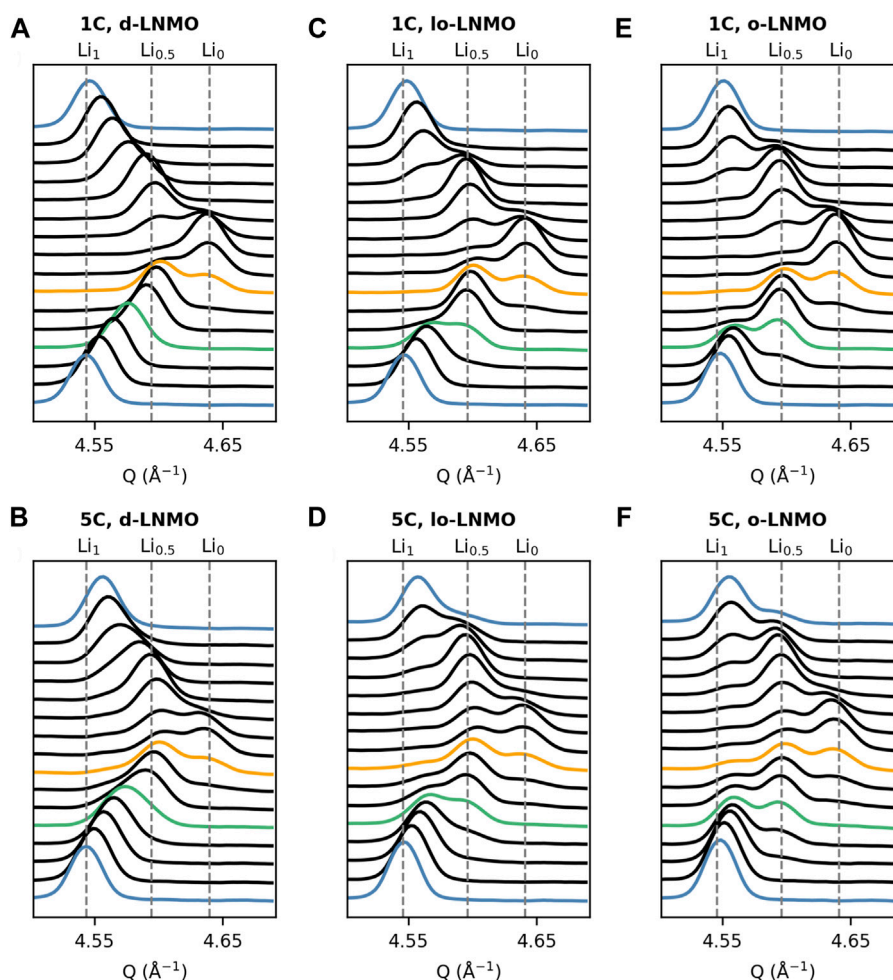 A
1C, d-LNMO
Li₁ Li₀.₅ Li₀
4.55 4.65
Q (Å⁻¹)
C
1C, lo-LNMO
Li₁ Li₀.₅ Li₀
4.55 4.65
Q (Å⁻¹)
E
1C, o-LNMO
Li₁ Li₀.₅ Li₀
4.55 4.65
Q (Å⁻¹)
B
5C, d-LNMO
Li₁ Li₀.₅ Li₀
4.55 4.65
Q (Å⁻¹)
D
5C, lo-LNMO
Li₁ Li₀.₅ Li₀
4.55 4.65
Q (Å⁻¹)
F
5C, o-LNMO
Li₁ Li₀.₅ Li₀
4.55 4.65
Q (Å⁻¹)